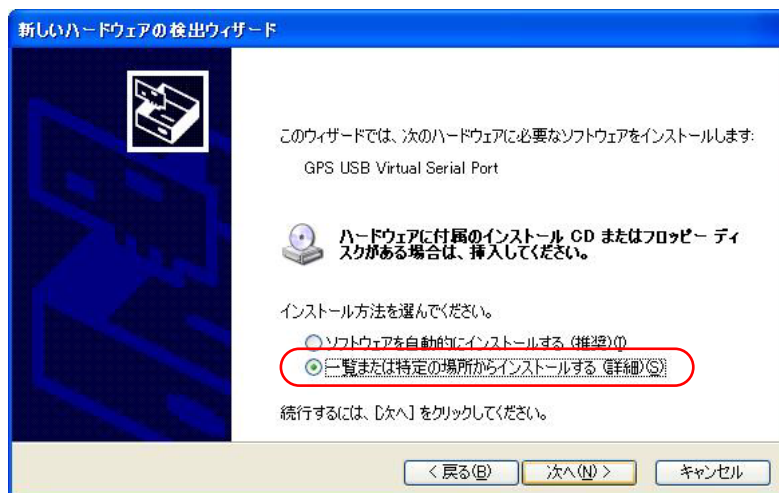 新しいハードウェアの検出ウィザード
このウィザードでは、次のハードウェアに必要なソフトウェアをインストールします:
GPS USB Virtual Serial Port
ハードウェアに付属のインストール CD またはフロッピー ディ
スクがある場合は、挿入してください。
インストール方法を選んでください。
ソフトウェアを自動的にインストールする (推奨)(I)
一覧または特定の場所からインストールする (詳細)(S)
続行するには、[次へ] をクリックしてください。
< 戻る(B) 次へ(N) > キャンセル